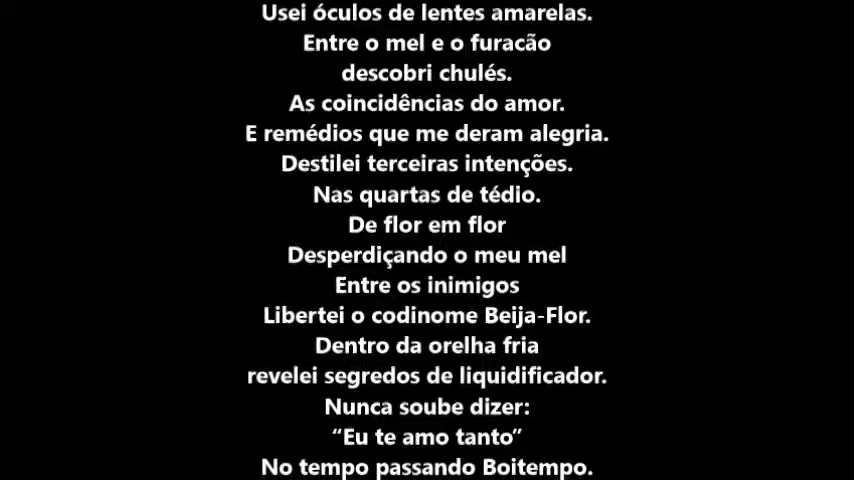 Usei óculos de lentes amarelas.
Entre o mel e o furacão
descobri chulés.
As coincidências do amor.
E remédios que me deram alegria.
Destilei terceiras intenções.
Nas quartas de tédio.
De flor em flor
Desperdiçando o meu mel
Entre os inimigos
Libertei o codinome Beija-Flor.
Dentro da orelha fria
revelei segredos de liquidificador.
Nunca soube dizer:
“Eu te amo tanto”
No tempo passando Boitempo.